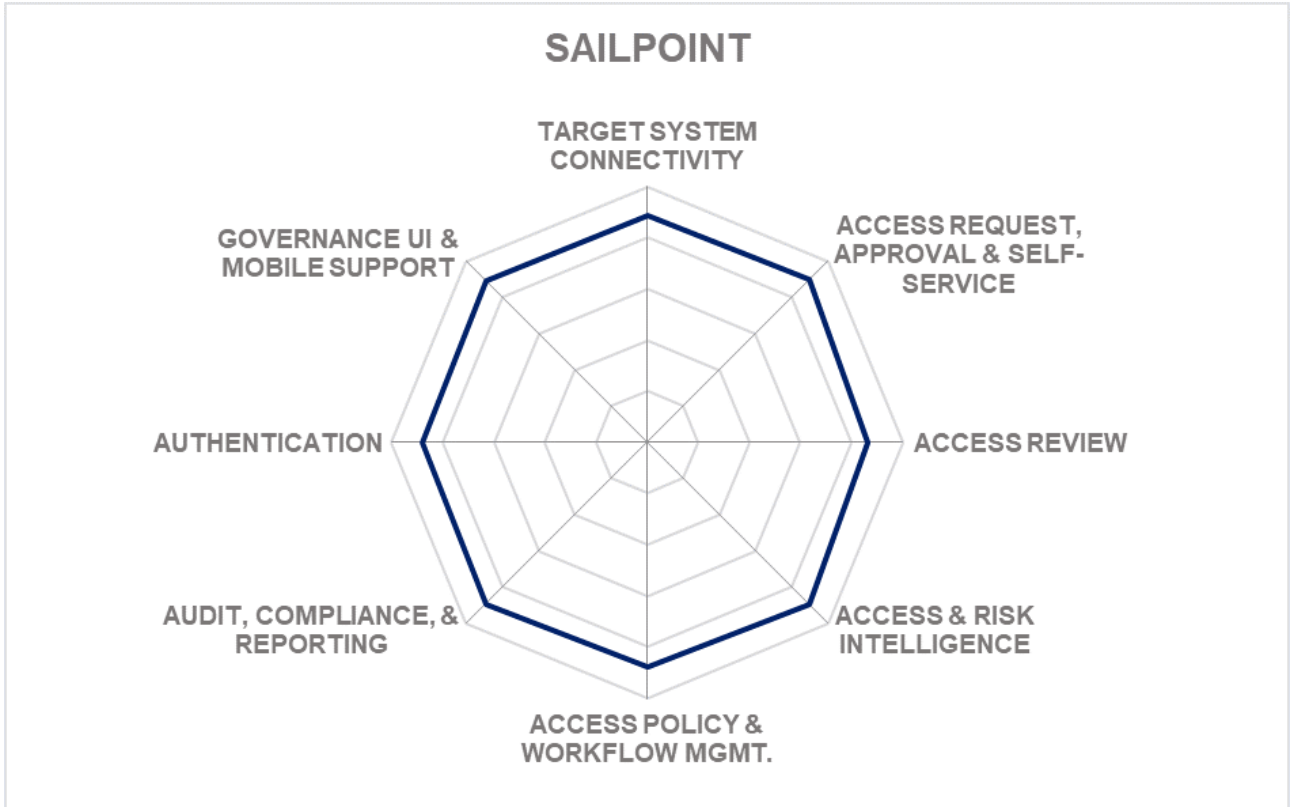 SAILPOINT
TARGET SYSTEM
CONNECTIVITY
ACCESS REQUEST,
APPROVAL & SELF-
SERVICE
ACCESS REVIEW
ACCESS & RISK
INTELLIGENCE
ACCESS POLICY &
WORKFLOW MGMT.
AUDIT, COMPLIANCE, &
REPORTING
AUTHENTICATION
GOVERNANCE UI &
MOBILE SUPPORT